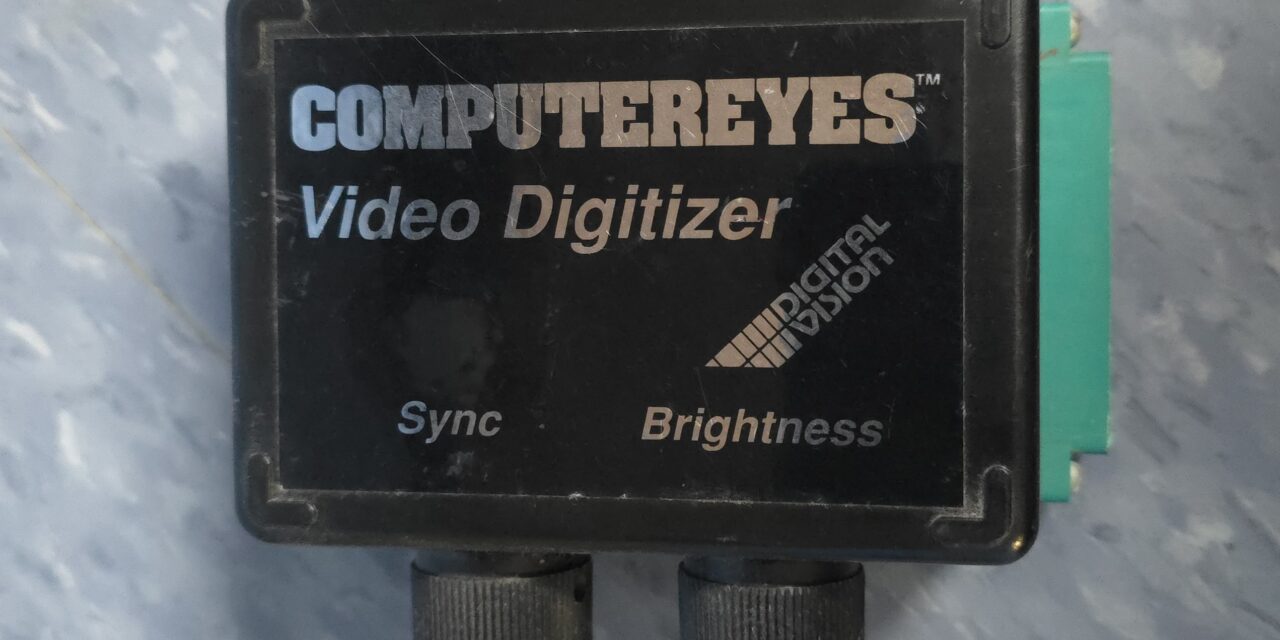 COMPUTEREYES™
Video Digitizer
DIGITAL
VISION
Sync
Brightness